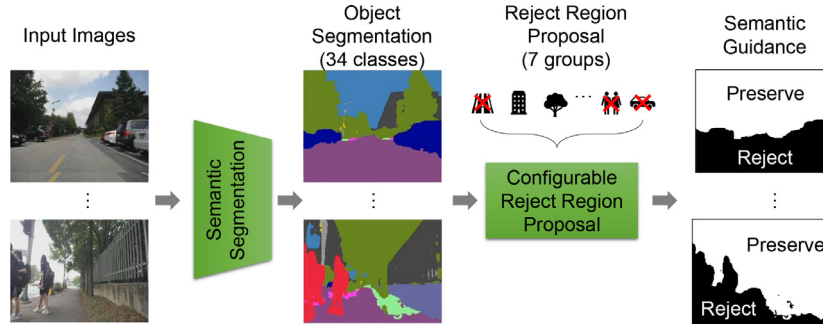 Input Images
Object
Segmentation
(34 classes)
Reject Region
Proposal
(7 groups)
Semantic
Guidance
Semantic
Segmentation
Configurable
Reject Region
Proposal
Preserve
Reject
Preserve
Reject